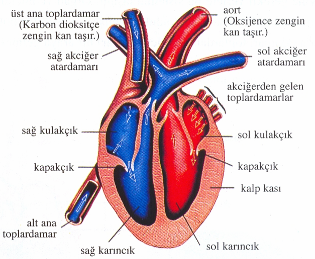 üst ana toplardamar
(Karbon dioksitçe
zengin kan taşır.)
sağ akciğer
atardamarı
sağ kulakçık
kapakçık
alt ana
toplardamar
sağ karıncık
aort
(Oksijence zengin
kan taşır.)
sol akciğer
atardamarı
akciğerden gelen
toplardamarlar
sol kulakçık
kapakçık
kalp kası
sol karıncık